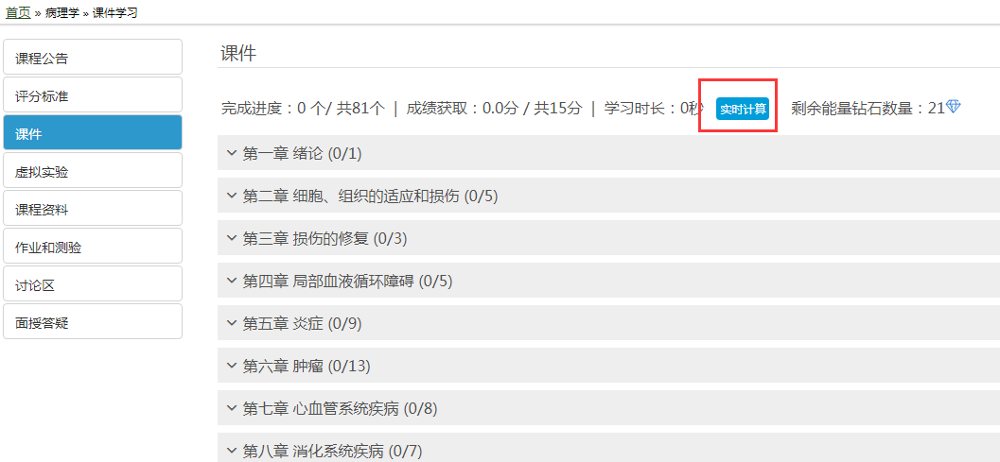 首页 » 病理学 » 课件学习
课程公告
评分标准
课件
虚拟实验
课程资料
作业和测验
讨论区
面授答疑
课件
完成进度：0 个/ 共81个 | 成绩获取：0.0分 / 共15分 | 学习时长：0秒 实时计算 剩余能量钻石数量：21
第一章 绪论 (0/1)
第二章 细胞、组织的适应和损伤 (0/5)
第三章 损伤的修复 (0/3)
第四章 局部血液循环障碍 (0/5)
第五章 炎症 (0/9)
第六章 肿瘤 (0/13)
第七章 心血管系统疾病 (0/8)
第八章 消化系统疾病 (0/7)